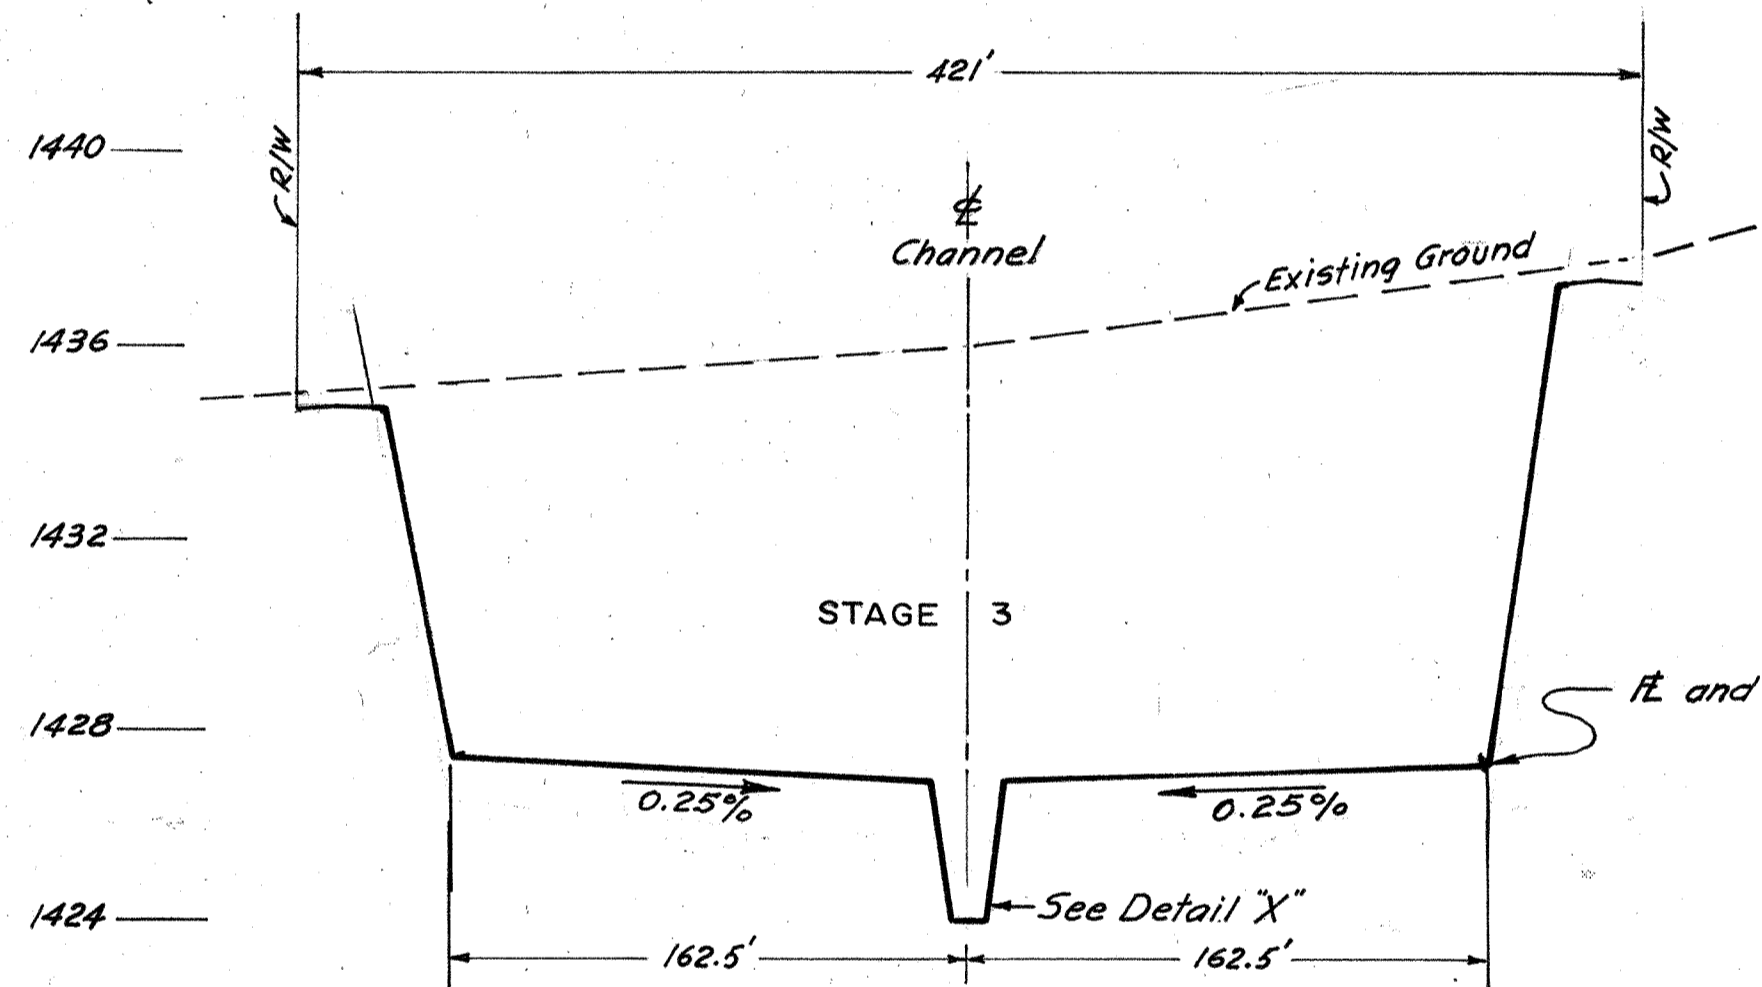 421'
1440
R/W
R/W
℄
Channel
Existing Ground
1436
1432
STAGE 3
1428
and
0.25%
0.25%
1424
See Detail "X"
162.5'
162.5'